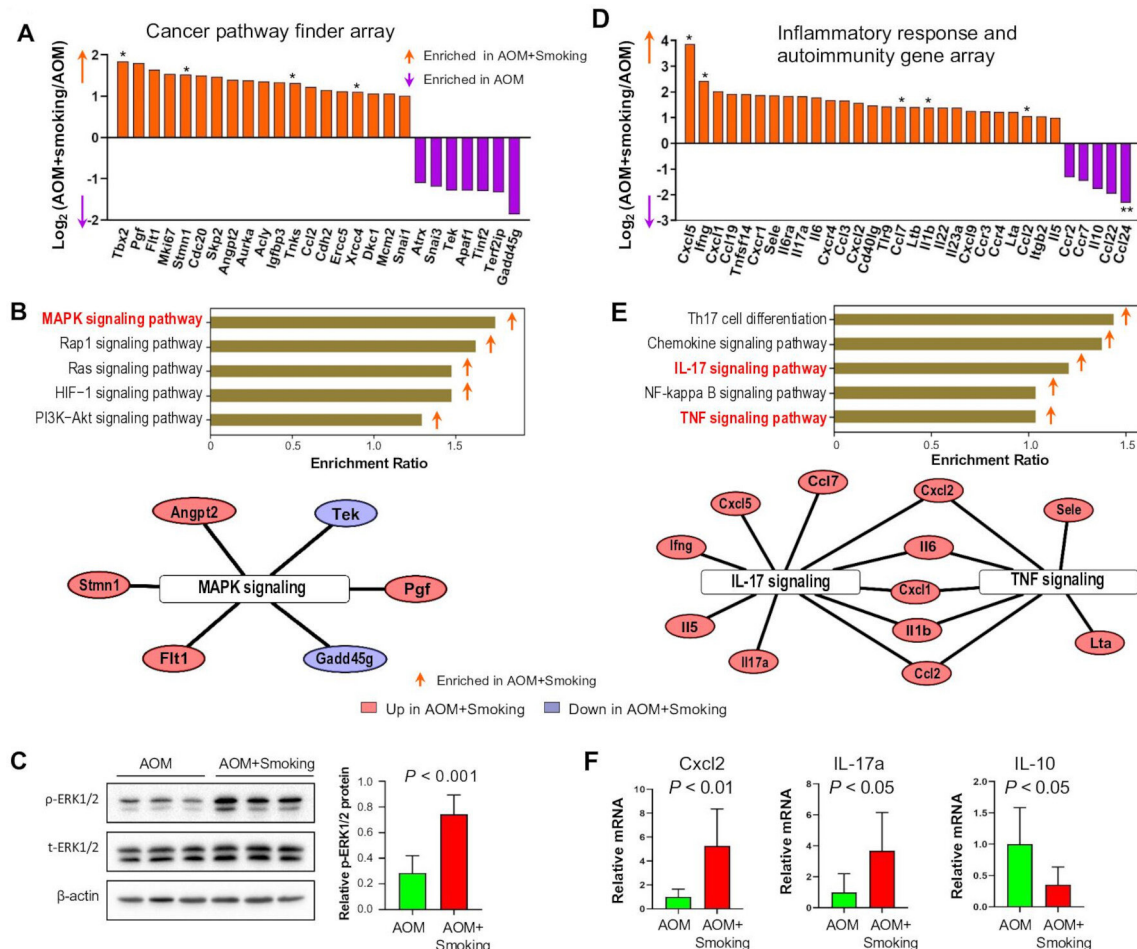 A
Cancer pathway finder array
Enriched in AOM+Smoking
Enriched in AOM
Log2 (AOM+smoking/AOM)
2
1
0
-1
-2
*
*
*
*
Tbx2
Pgf
Flt1
Mki67
Stmn1
Cdc20
Skp2
Angpt2
Aurka
Acly
Igfbp3
Tnks
Ccl2
Cdh2
Ercc5
Xrcc4
Dkc1
Mcm2
Snai1
Atrx
Snai3
Tek
Apaf1
Tinf2
Terf2ip
Gadd45g
D
Inflammatory response and
autoimmunity gene array
Log2 (AOM+smoking/AOM)
4
3
2
1
0
-1
-2
-3
*
*
*
*
*
**
Cxcl5
Ifng
Cxcl1
Ccl19
Tnfsf14
Cxcr1
Sele
Il6ra
Il17a
Il6
Cxcr4
Ccl3
Cxcl2
Cd40lg
Tlr9
Ccl7
Ltb
Il1b
Il22
Il23a
Cxcl9
Ccr3
Ccr4
Lta
Ccl2
Itgb2
Il5
Ccr2
Ccr7
Il10
Ccl22
Ccl24
B
MAPK signaling pathway
Rap1 signaling pathway
Ras signaling pathway
HIF−1 signaling pathway
PI3K−Akt signaling pathway
0
0.5
1.0
1.5
Enrichment Ratio
Angpt2
Tek
Stmn1
MAPK signaling
Pgf
Flt1
Gadd45g
E
Th17 cell differentiation
Chemokine signaling pathway
IL-17 signaling pathway
NF-kappa B signaling pathway
TNF signaling pathway
0
0.5
1.0
1.5
Enrichment Ratio
Ccl7
Cxcl5
Cxcl2
Sele
Ifng
Il6
IL-17 signaling
TNF signaling
Cxcl1
Il5
Il1b
Lta
Il17a
Ccl2
Enriched in AOM+Smoking
Up in AOM+Smoking
Down in AOM+Smoking
C
AOM
AOM+Smoking
ρ-ERK1/2
t-ERK1/2
β-actin
P < 0.001
Relative p-ERK1/2 protein
1.0
0.8
0.6
0.4
0.2
0.0
AOM
AOM+
Smoking
F
Cxcl2
P < 0.01
Relative mRNA
10
8
6
4
2
0
AOM
AOM+
Smoking
IL-17a
P < 0.05
Relative mRNA
8
6
4
2
0
AOM
AOM+
Smoking
IL-10
P < 0.05
Relative mRNA
2.0
1.5
1.0
0.5
0.0
AOM
AOM+
Smoking